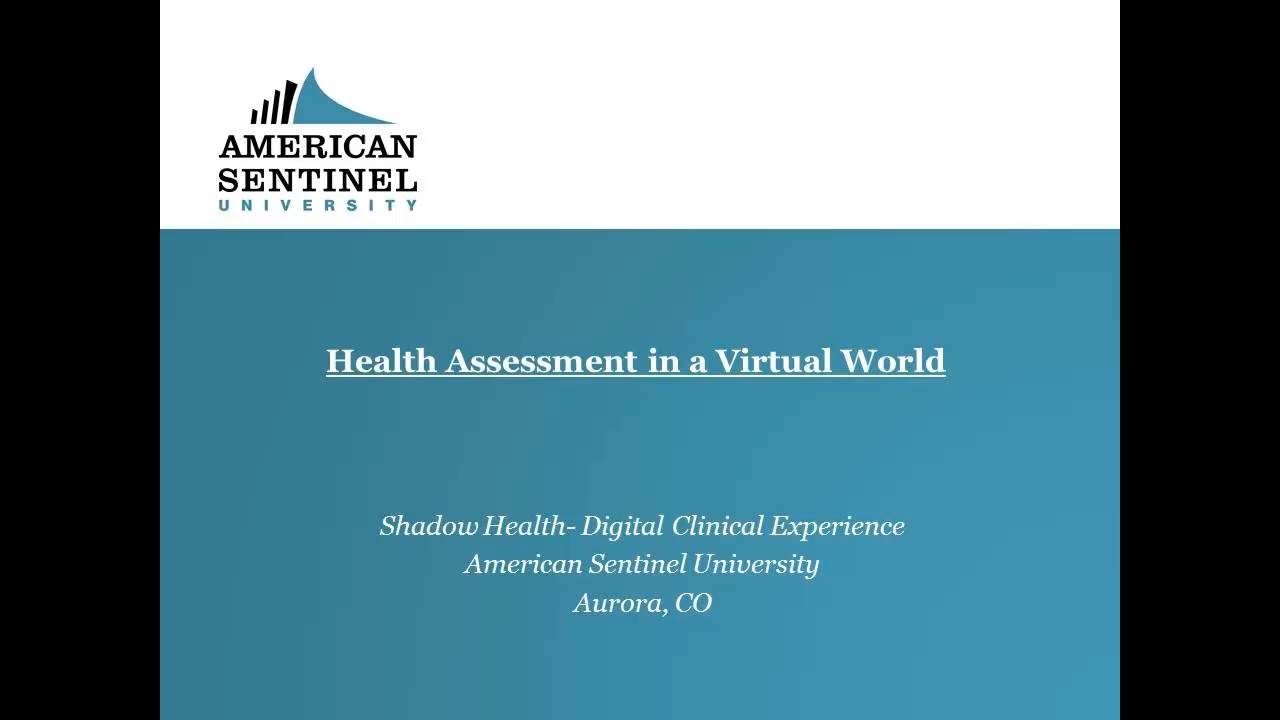 AMERICAN
SENTINEL
UNIVERSITY
Health Assessment in a Virtual World
Shadow Health- Digital Clinical Experience
American Sentinel University
Aurora, CO